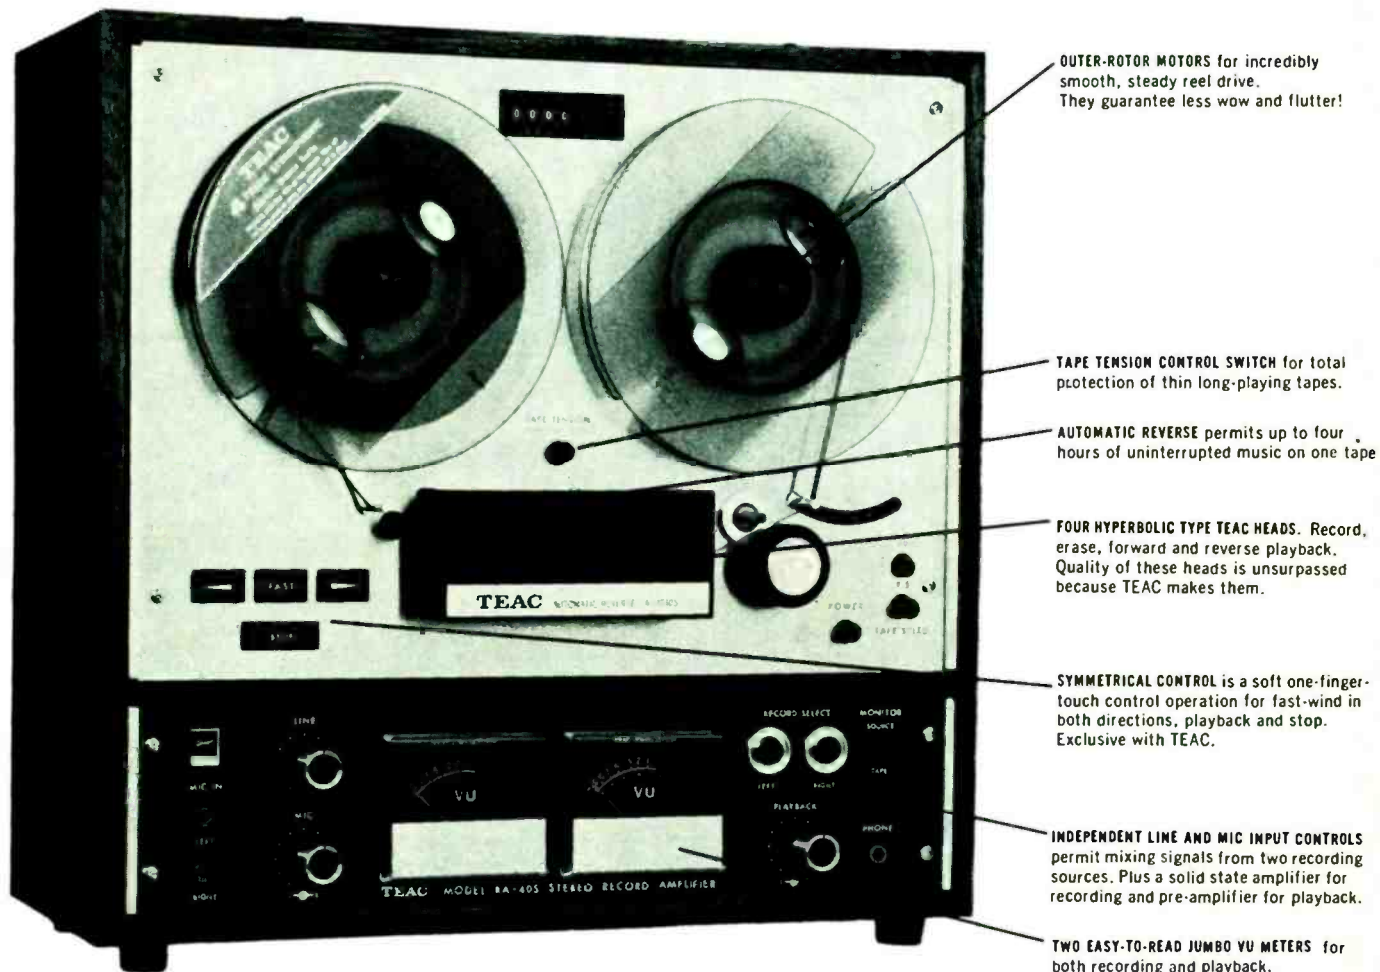 OUTER-ROTOR MOTORS for incredibly
smooth, steady reel drive.
They guarantee less wow and flutter!
TEAC
0 0 0 0
TAPE TENSION CONTROL SWITCH for total
protection of thin long-playing tapes.
TAPE TENSION
AUTOMATIC REVERSE permits up to four
hours of uninterrupted music on one tape
FOUR HYPERBOLIC TYPE TEAC HEADS. Record,
erase, forward and reverse playback.
Quality of these heads is unsurpassed
because TEAC makes them.
FAST
STOP
TEAC AUTOMATIC REVERSE
POWER
TAPE SPEED
SYMMETRICAL CONTROL is a soft one-finger-
touch control operation for fast-wind in
both directions, playback and stop.
Exclusive with TEAC.
LINE
RECORD SELECT
MONITOR
SOURCE
MIC IN
VU
VU
LEFT
RIGHT
TAPE
LEFT
MIC
PLAYBACK
PHONE
RIGHT
TEAC MODEL RA-40S STEREO RECORD AMPLIFIER
INDEPENDENT LINE AND MIC INPUT CONTROLS
permit mixing signals from two recording
sources. Plus a solid state amplifier for
recording and pre-amplifier for playback.
TWO EASY-TO-READ JUMBO VU METERS for
both recording and playback.